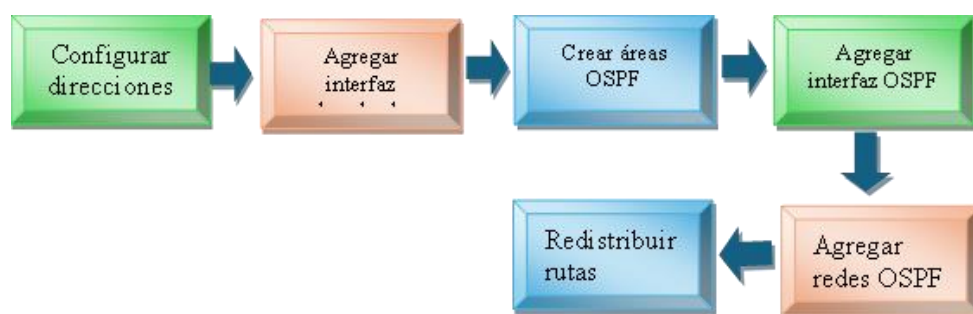 Configurar
direcciones
Agregar
interfaz
Crear áreas
OSPF
Agregar
interfaz OSPF
Agregar
redes OSPF
Redistribuir
rutas